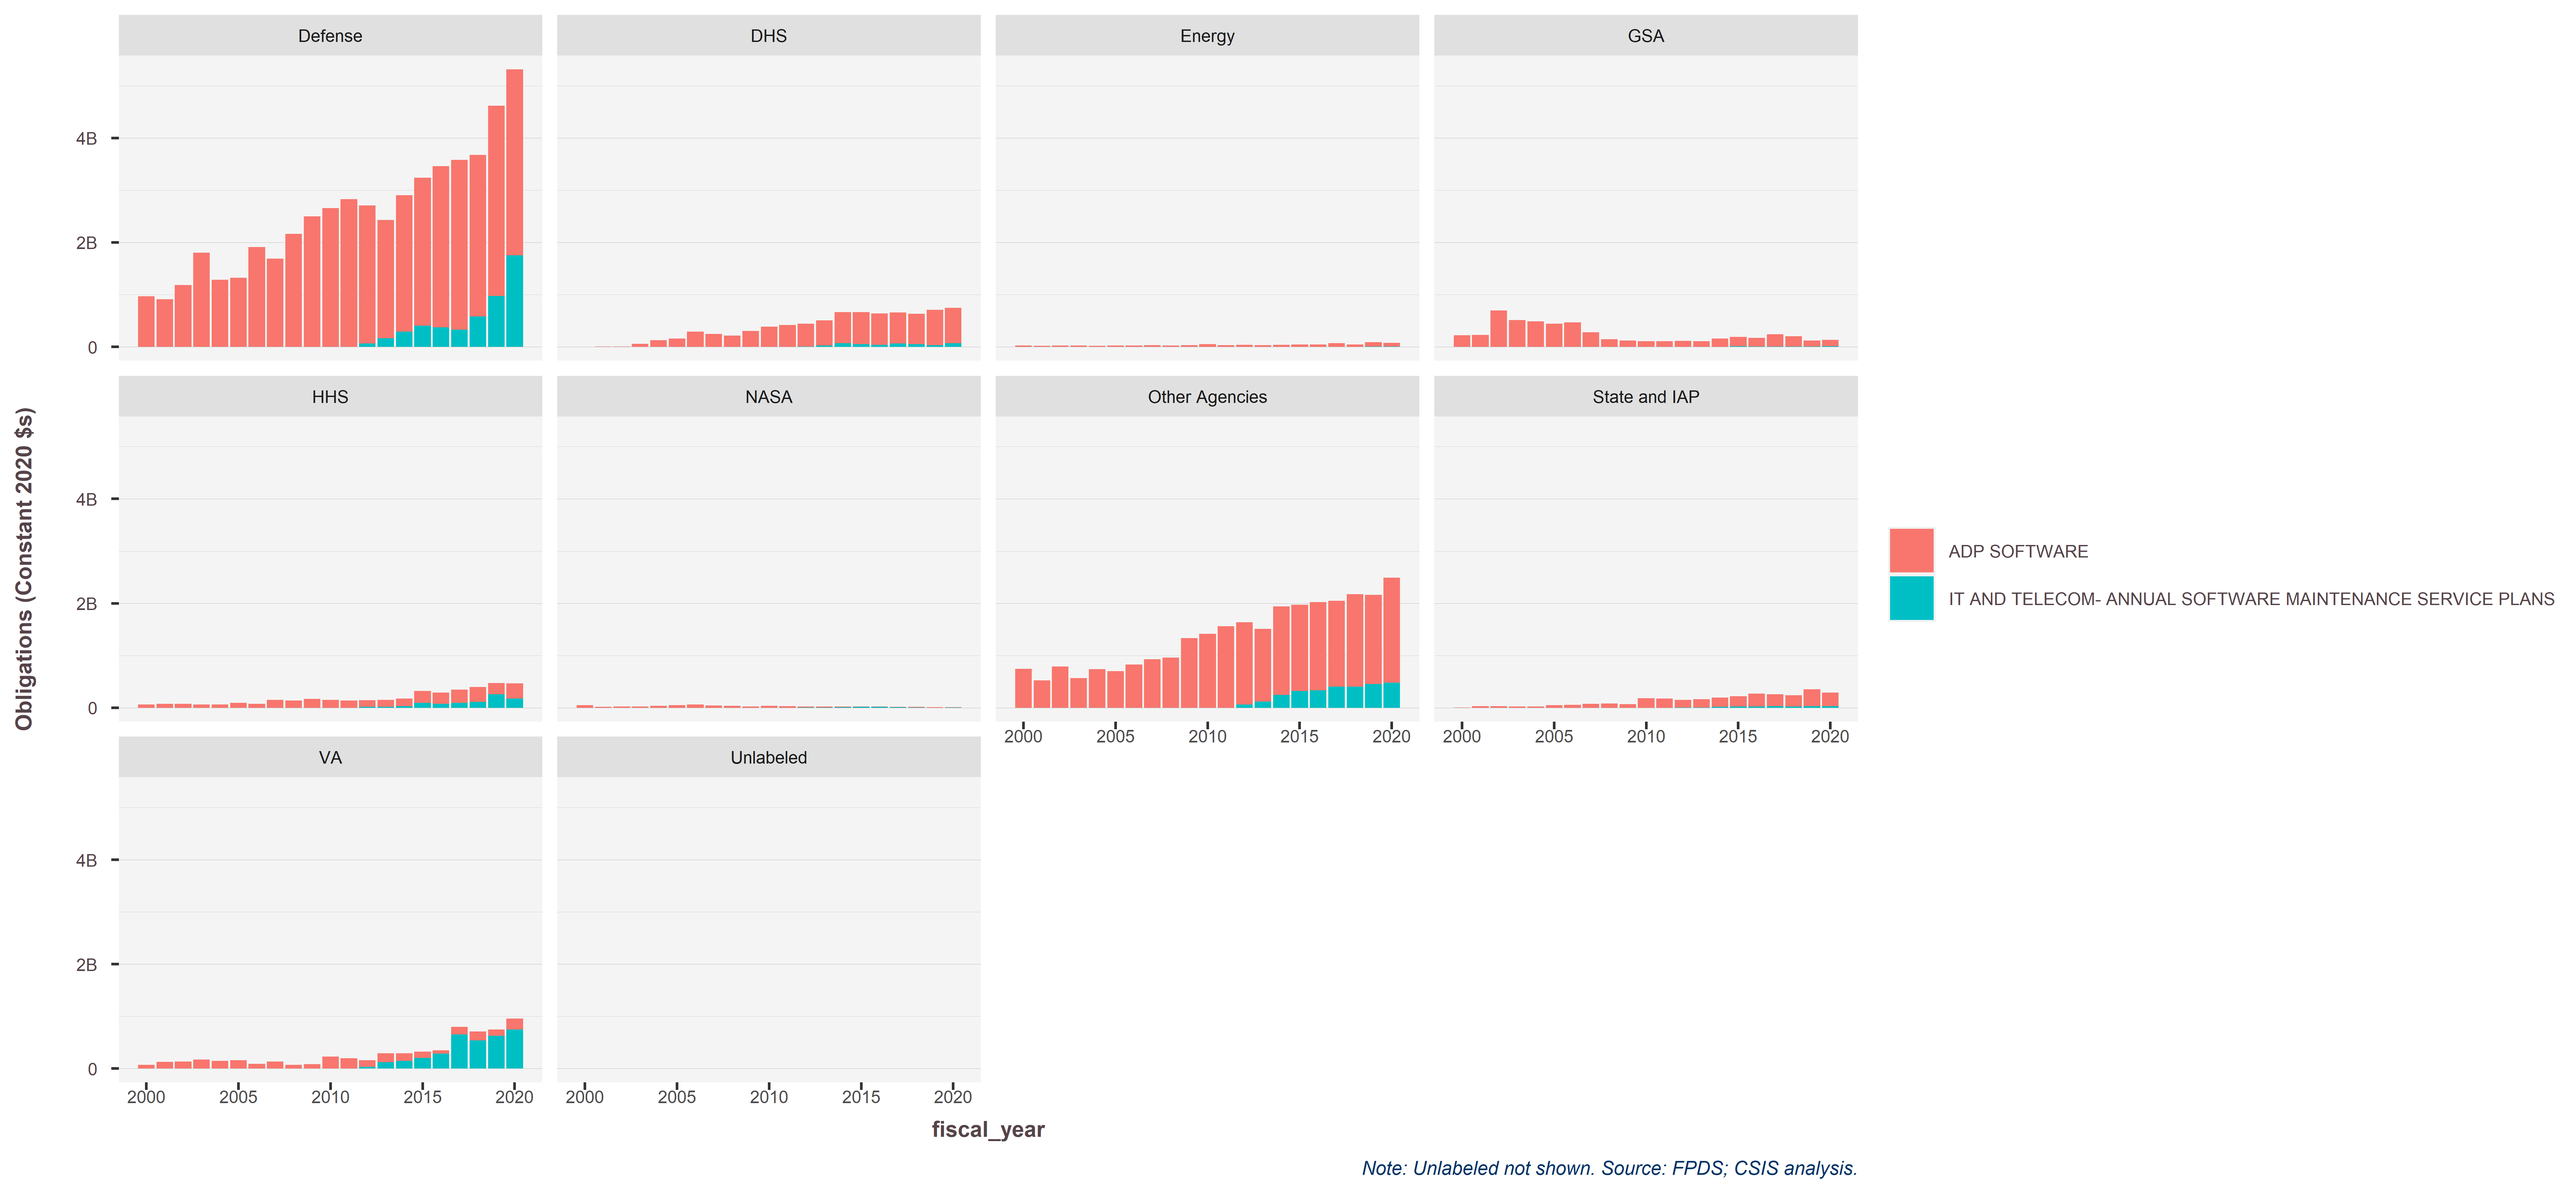 Defense
DHS
Energy
GSA
4B
2B
0
HHS
NASA
Other Agencies
State and IAP
4B
2B
0
2000 2005 2010 2015 2020
2000 2005 2010 2015 2020
VA
Unlabeled
4B
2B
0
2000 2005 2010 2015 2020
2000 2005 2010 2015 2020
Obligations (Constant 2020 $s)
fiscal_year
ADP SOFTWARE
IT AND TELECOM- ANNUAL SOFTWARE MAINTENANCE SERVICE PLANS
Note: Unlabeled not shown. Source: FPDS; CSIS analysis.